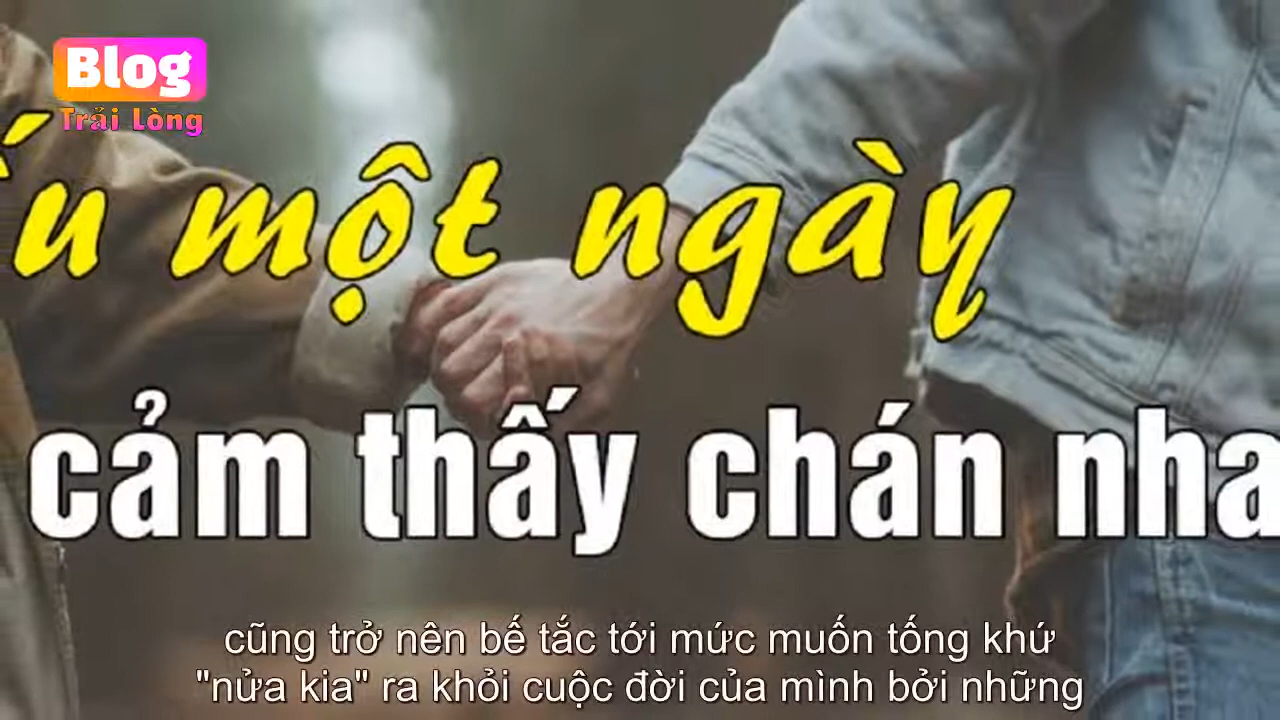 Blog
Trải Lòng
ấu một ngày
cảm thấy chán nha
cũng trở nên bế tắc tới mức muốn tống khứ
"nửa kia" ra khỏi cuộc đời của mình bởi những